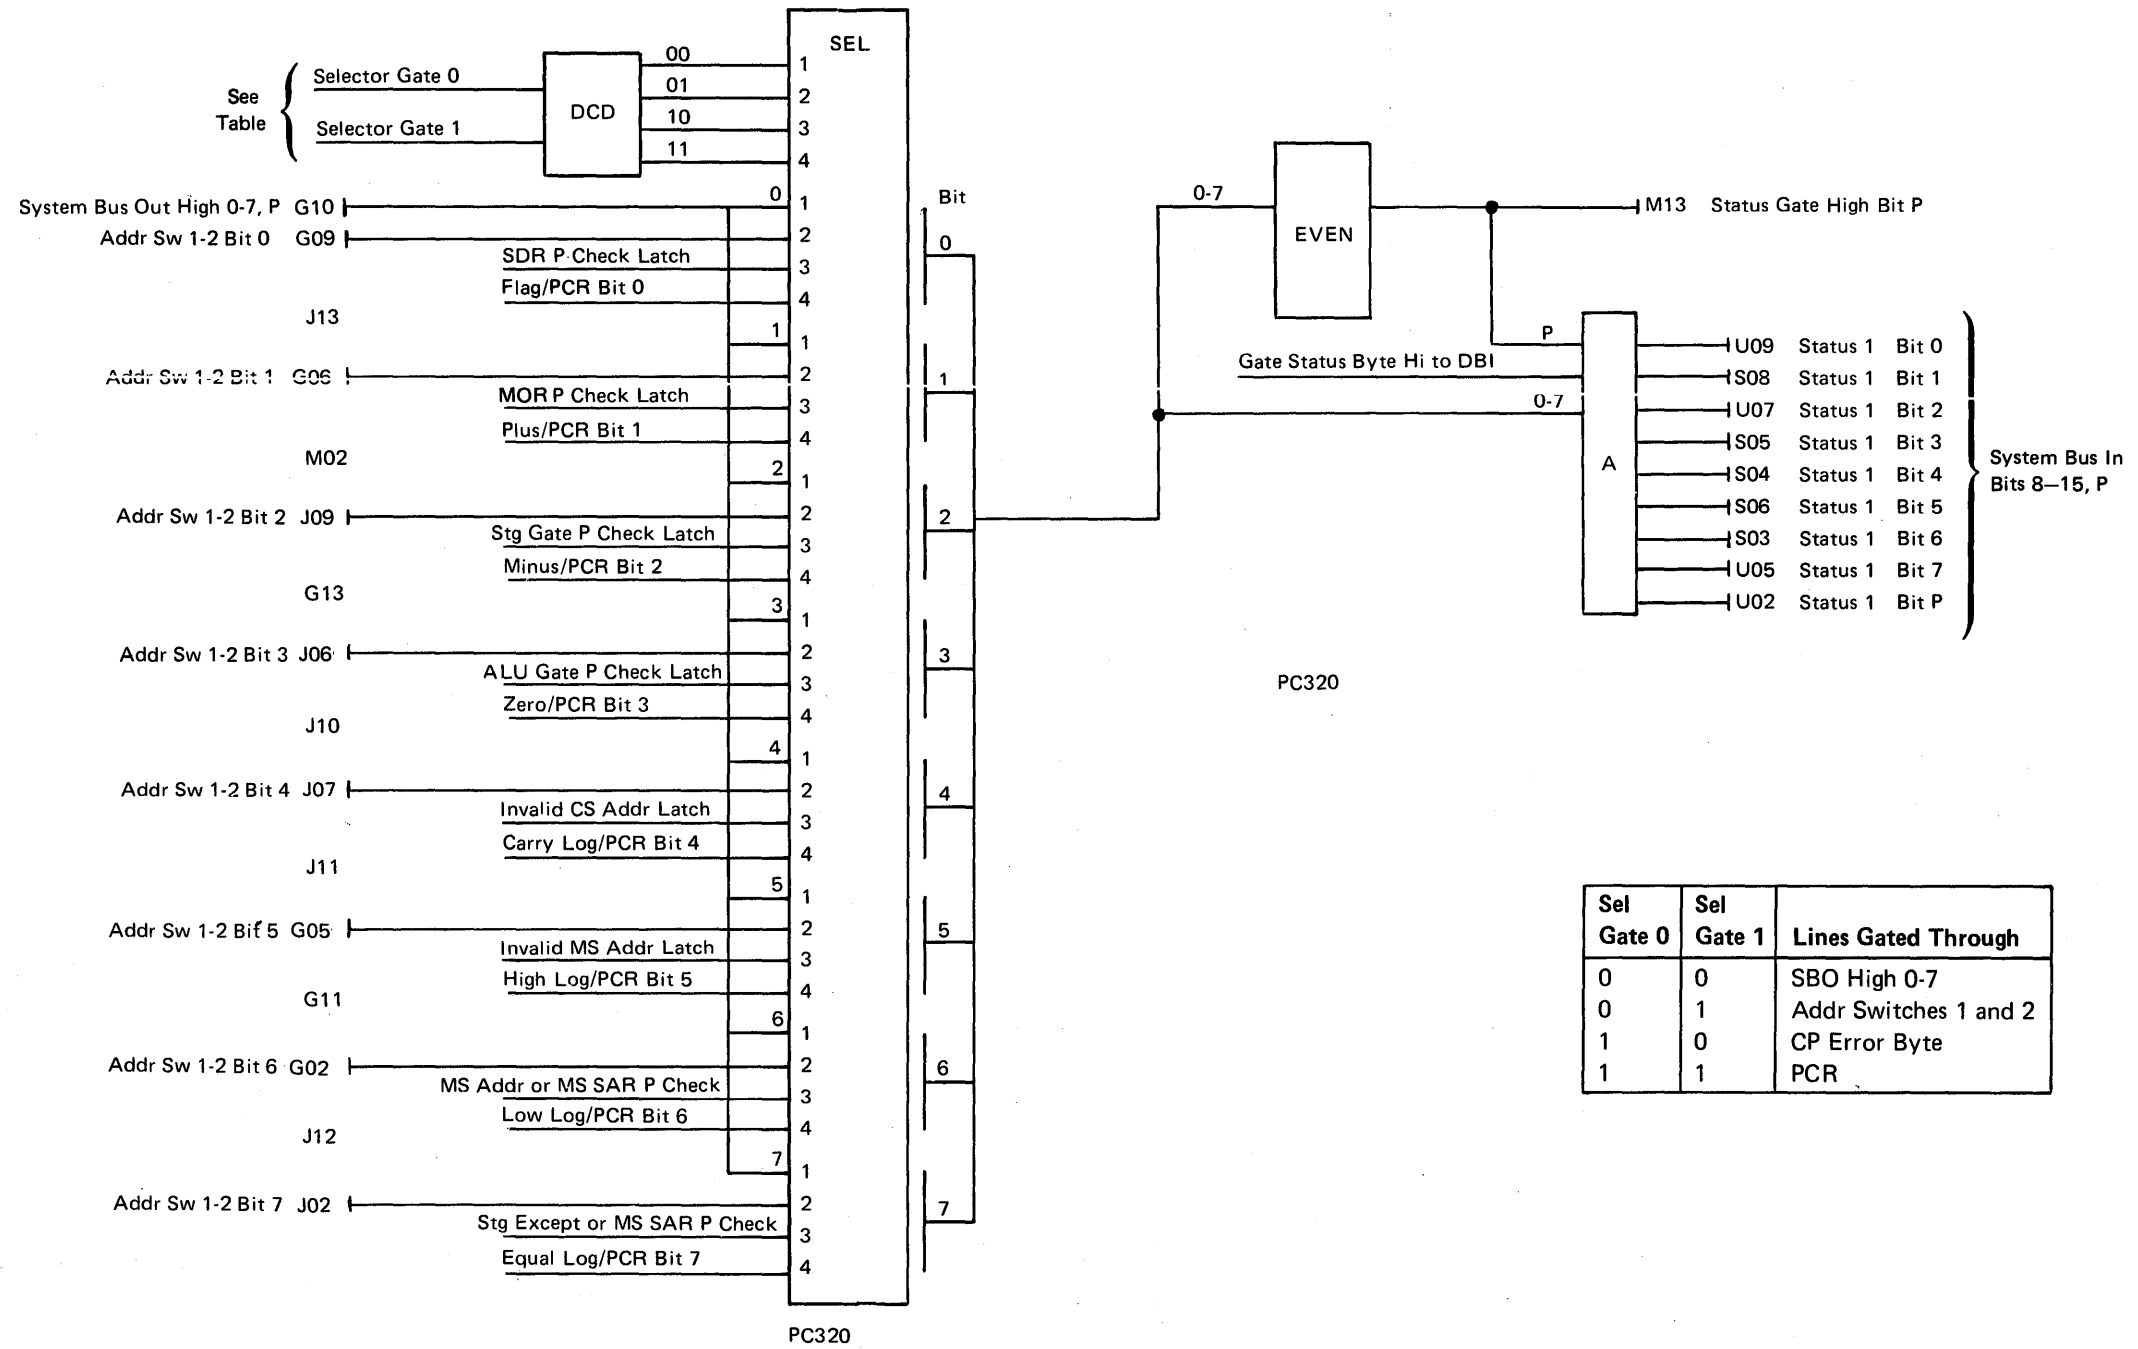 SEL
See
Table
Selector Gate 0
Selector Gate 1
DCD
00
01
10
11
1
2
3
4
System Bus Out High 0-7, P G10
0
1
Addr Sw 1-2 Bit 0 G09
2
SDR P Check Latch
3
Flag/PCR Bit 0
4
J13
1
1
Addr Sw 1-2 Bit 1 G06
2
MOR P Check Latch
3
Plus/PCR Bit 1
4
M02
2
1
Addr Sw 1-2 Bit 2 J09
2
Stg Gate P Check Latch
3
Minus/PCR Bit 2
4
G13
3
1
Addr Sw 1-2 Bit 3 J06
2
ALU Gate P Check Latch
3
Zero/PCR Bit 3
4
J10
4
1
Addr Sw 1-2 Bit 4 J07
2
Invalid CS Addr Latch
3
Carry Log/PCR Bit 4
4
J11
5
1
Addr Sw 1-2 Bit 5 G05
2
Invalid MS Addr Latch
3
High Log/PCR Bit 5
4
G11
6
1
Addr Sw 1-2 Bit 6 G02
2
MS Addr or MS SAR P Check
3
Low Log/PCR Bit 6
4
J12
7
1
Addr Sw 1-2 Bit 7 J02
2
Stg Except or MS SAR P Check
3
Equal Log/PCR Bit 7
4
PC320
Bit
0
1
2
3
4
5
6
7
0-7
EVEN
M13 Status Gate High Bit P
P
Gate Status Byte Hi to DBI
0-7
A
U09 Status 1 Bit 0
S08 Status 1 Bit 1
U07 Status 1 Bit 2
S05 Status 1 Bit 3
S04 Status 1 Bit 4
S06 Status 1 Bit 5
S03 Status 1 Bit 6
U05 Status 1 Bit 7
U02 Status 1 Bit P
System Bus In
Bits 8—15, P
PC320
Sel Gate 0 Sel Gate 1 Lines Gated Through
0 0 SBO High 0-7
0 1 Addr Switches 1 and 2
1 0 CP Error Byte
1 1 PCR